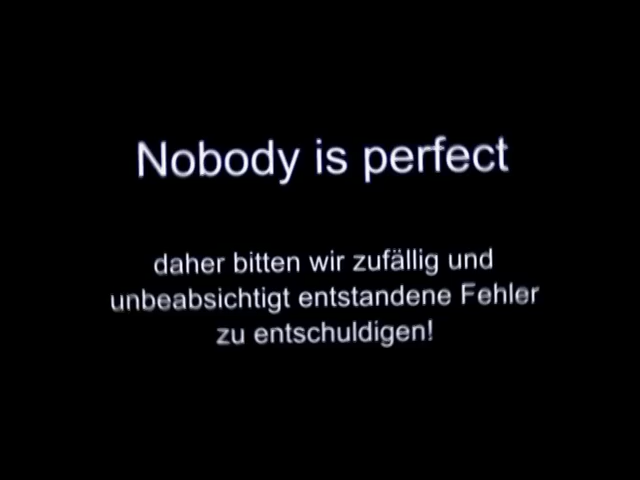 Nobody is perfect
daher bitten wir zufällig und
unbeabsichtigt entstandene Fehler
zu entschuldigen!